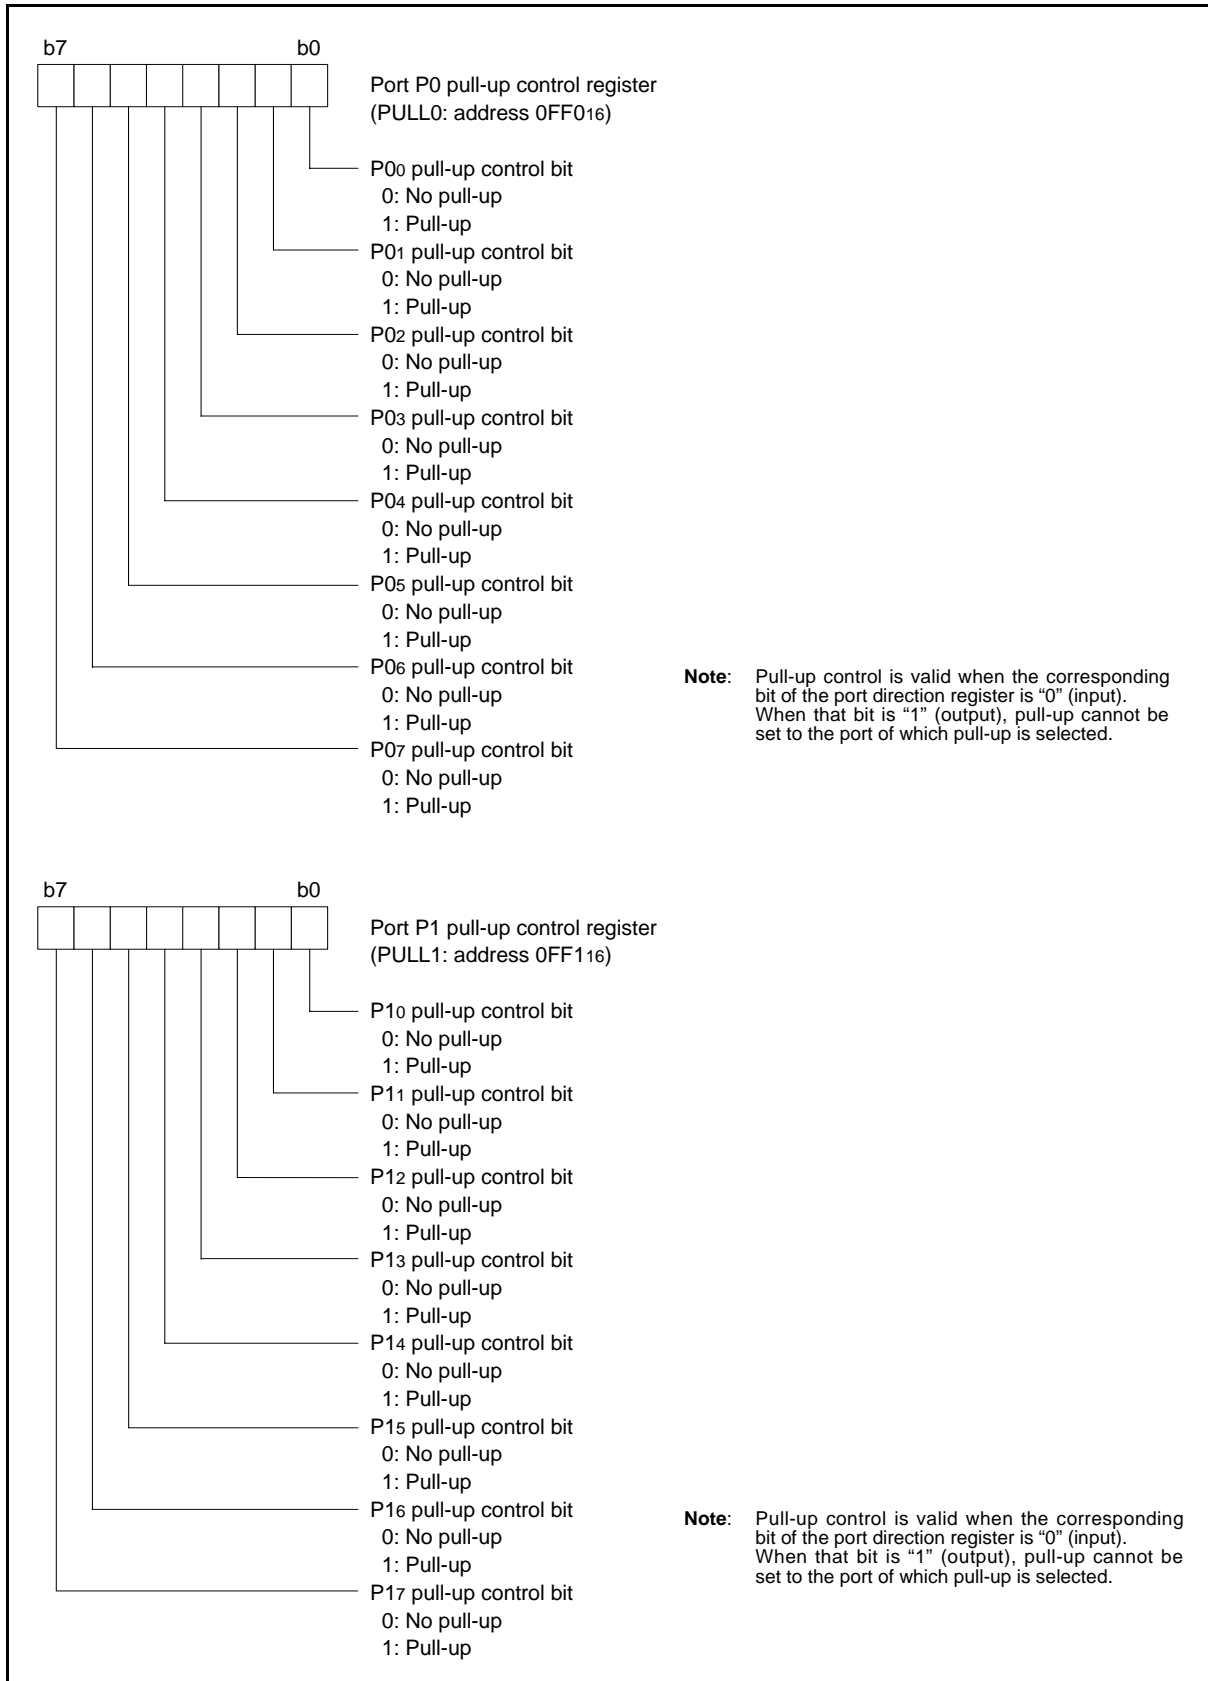 b7 b0
Port P0 pull-up control register
(PULL0: address 0FF016)
P00 pull-up control bit
0: No pull-up
1: Pull-up
P01 pull-up control bit
0: No pull-up
1: Pull-up
P02 pull-up control bit
0: No pull-up
1: Pull-up
P03 pull-up control bit
0: No pull-up
1: Pull-up
P04 pull-up control bit
0: No pull-up
1: Pull-up
P05 pull-up control bit
0: No pull-up
1: Pull-up
P06 pull-up control bit
0: No pull-up
1: Pull-up
P07 pull-up control bit
0: No pull-up
1: Pull-up
Note: Pull-up control is valid when the corresponding
bit of the port direction register is “0” (input).
When that bit is “1” (output), pull-up cannot be
set to the port of which pull-up is selected.
b7 b0
Port P1 pull-up control register
(PULL1: address 0FF116)
P10 pull-up control bit
0: No pull-up
1: Pull-up
P11 pull-up control bit
0: No pull-up
1: Pull-up
P12 pull-up control bit
0: No pull-up
1: Pull-up
P13 pull-up control bit
0: No pull-up
1: Pull-up
P14 pull-up control bit
0: No pull-up
1: Pull-up
P15 pull-up control bit
0: No pull-up
1: Pull-up
P16 pull-up control bit
0: No pull-up
1: Pull-up
P17 pull-up control bit
0: No pull-up
1: Pull-up
Note: Pull-up control is valid when the corresponding
bit of the port direction register is “0” (input).
When that bit is “1” (output), pull-up cannot be
set to the port of which pull-up is selected.